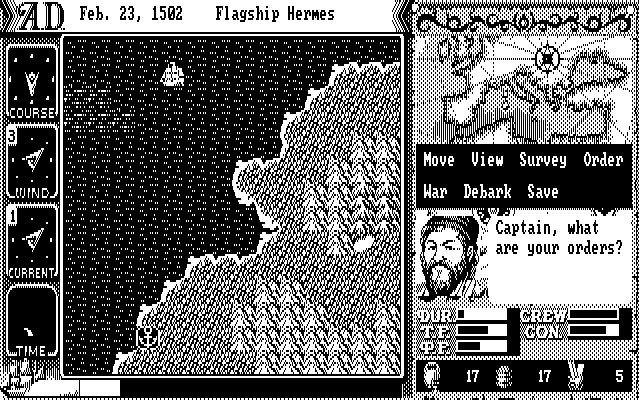 A.D. Feb. 23, 1502 Flagship Hermes
COURSE
3
WIND
1
CURRENT
TIME
Move View Survey Order
War Debark Save
Captain, what
are your orders?
DUR. CREW
T.F. CON.
P.F.
17 17 5